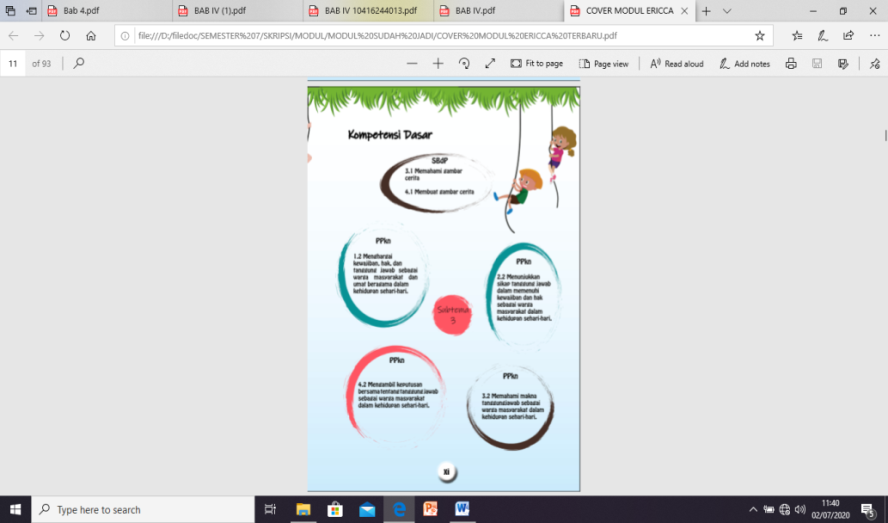 Bab 4.pdf
BAB IV (1).pdf
BAB IV 10416244013.pdf
BAB IV.pdf
COVER MODUL ERICCA
file:///D:/filedoc/SEMESTER%207/SKRIPSI/MODUL/MODUL%20SUDAH%20JADI/COVER%20MODUL%20ERICCA%20TERBARU.pdf
11 of 93
Fit to page
Page view
Read aloud
Add notes
Kompetensi Dasar
SBdP
3.1 Memahami gambar
cerita
4.1 Membuat gambar cerita
PPkn
1.2 Menghargai
kewajiban, hak, dan
tanggung jawab sebagai
warga masyarakat dan
umat beragama dalam
kehidupan sehari-hari.
PPkn
2.2 Menunjukkan
sikap tanggung jawab
dalam memenuhi
kewajiban dan hak
sebagai warga
masyarakat dalam
kehidupan sehari-hari.
Subtema
3
PPkn
4.2 Mengambil keputusan
bersama tentang tanggung jawab
sebagai warga masyarakat
dalam kehidupan sehari-hari.
PPkn
3.2 Memahami makna
tanggungjawab sebagai
warga masyarakat dalam
kehidupan sehari-hari.
xi
Type here to search
11:40
02/07/2020
5